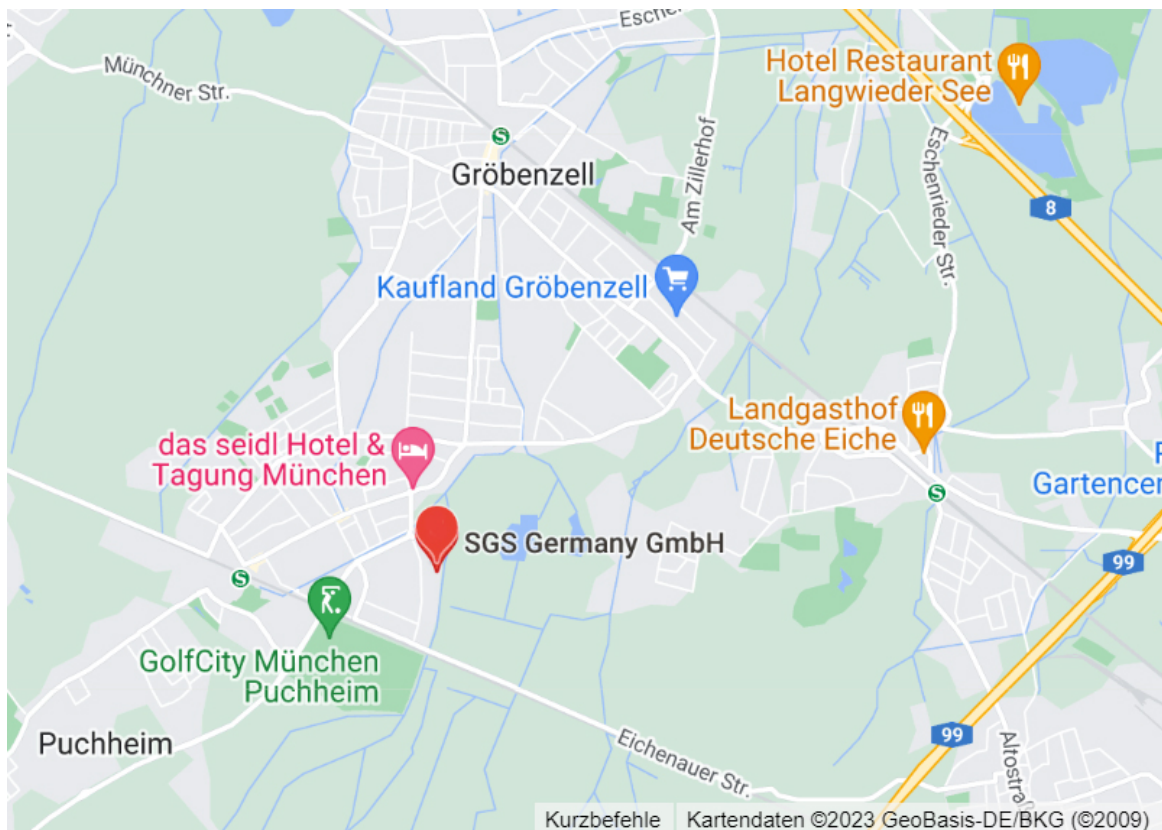 Escher
Münchner Str.
Hotel Restaurant
Langwieder See
Gröbenzell
Am Zillerhof
Eschenrieder Str.
8
Kaufland Gröbenzell
Landgasthof
Deutsche Eiche
das seidl Hotel &
Tagung München
Gartencer
SGS Germany GmbH
99
GolfCity München
Puchheim
Puchheim
Eichenauer Str.
99
Altostraß
Kurzbefehle
Kartendaten ©2023 GeoBasis-DE/BKG (©2009)